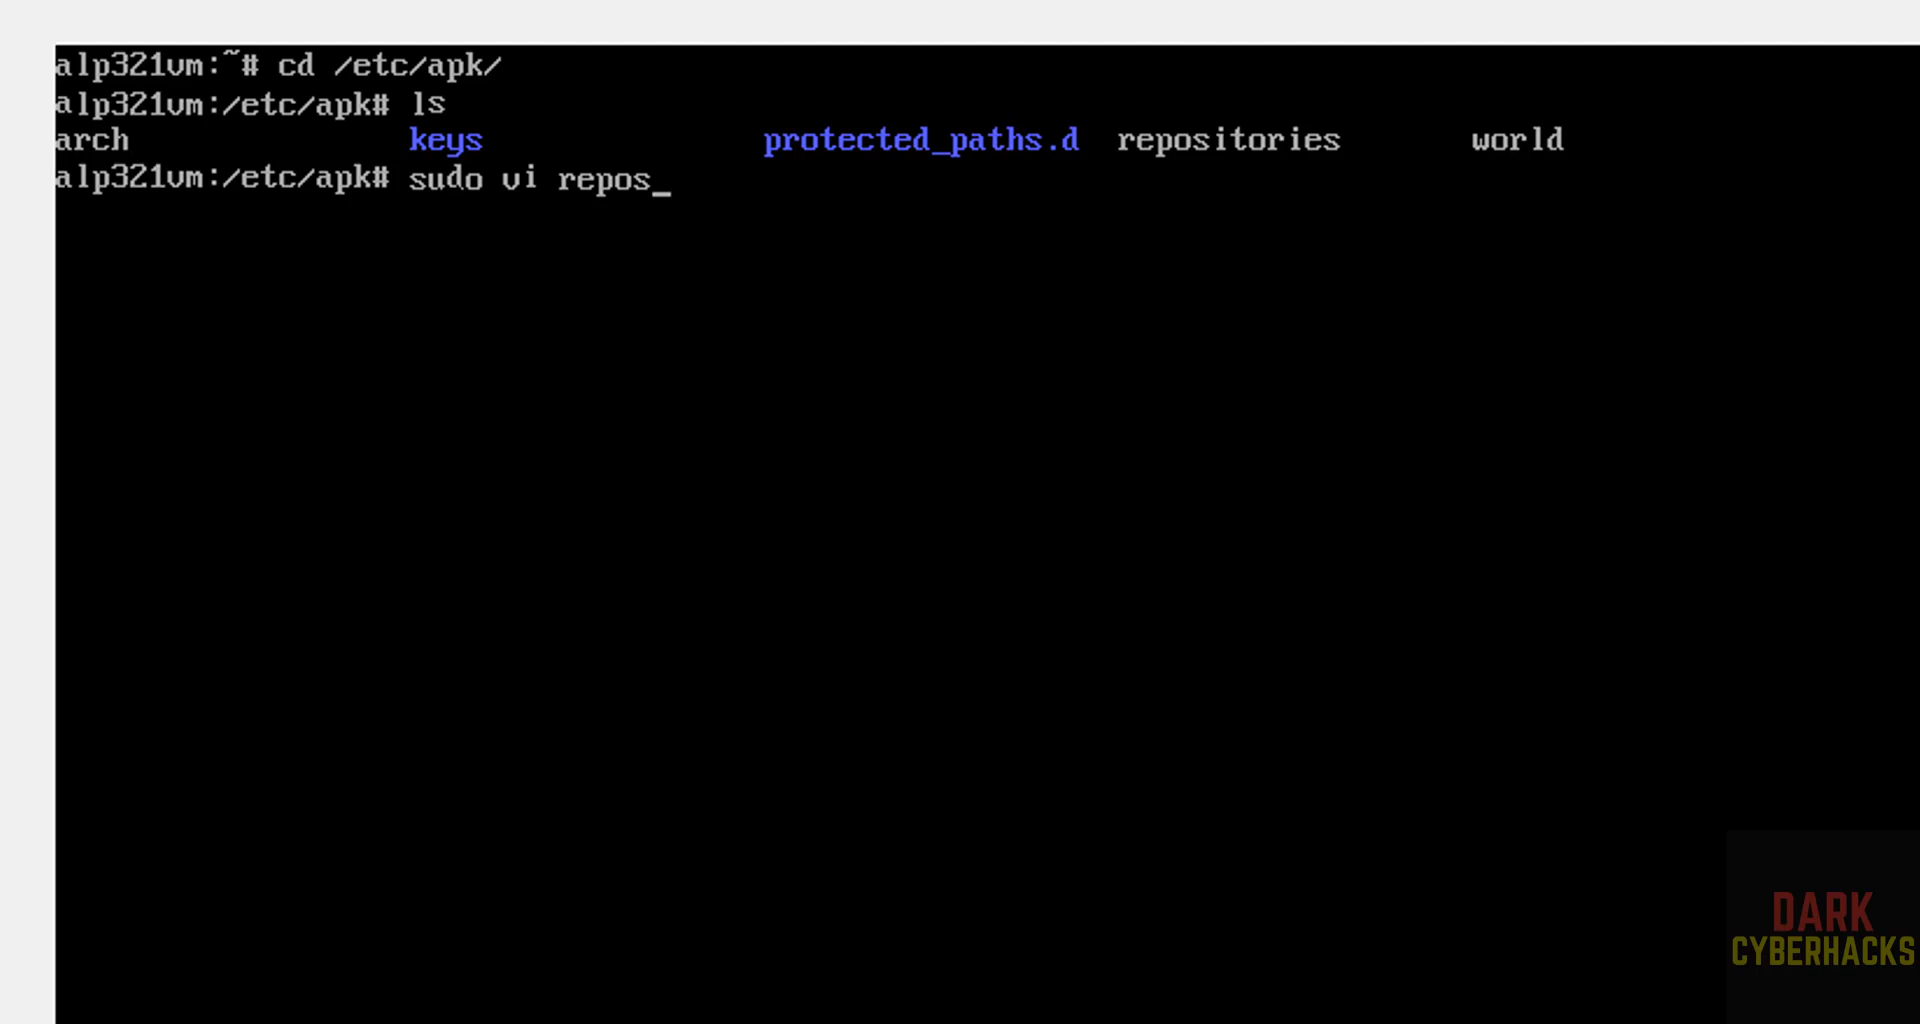 alp321vm:~# cd /etc/apk/
alp321vm:/etc/apk# ls
arch keys protected_paths.d repositories world
alp321vm:/etc/apk# sudo vi repos_
DARK
CYBERHACKS